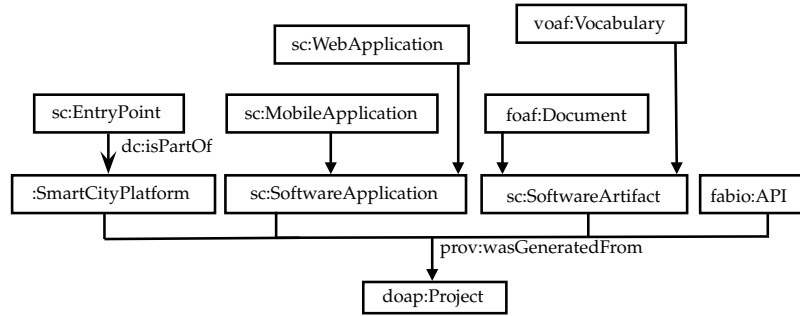 voaf:Vocabulary
sc:WebApplication
sc:EntryPoint
sc:MobileApplication
foaf:Document
dc:isPartOf
:SmartCityPlatform
sc:SoftwareApplication
sc:SoftwareArtifact
fabio:API
prov:wasGeneratedFrom
doap:Project